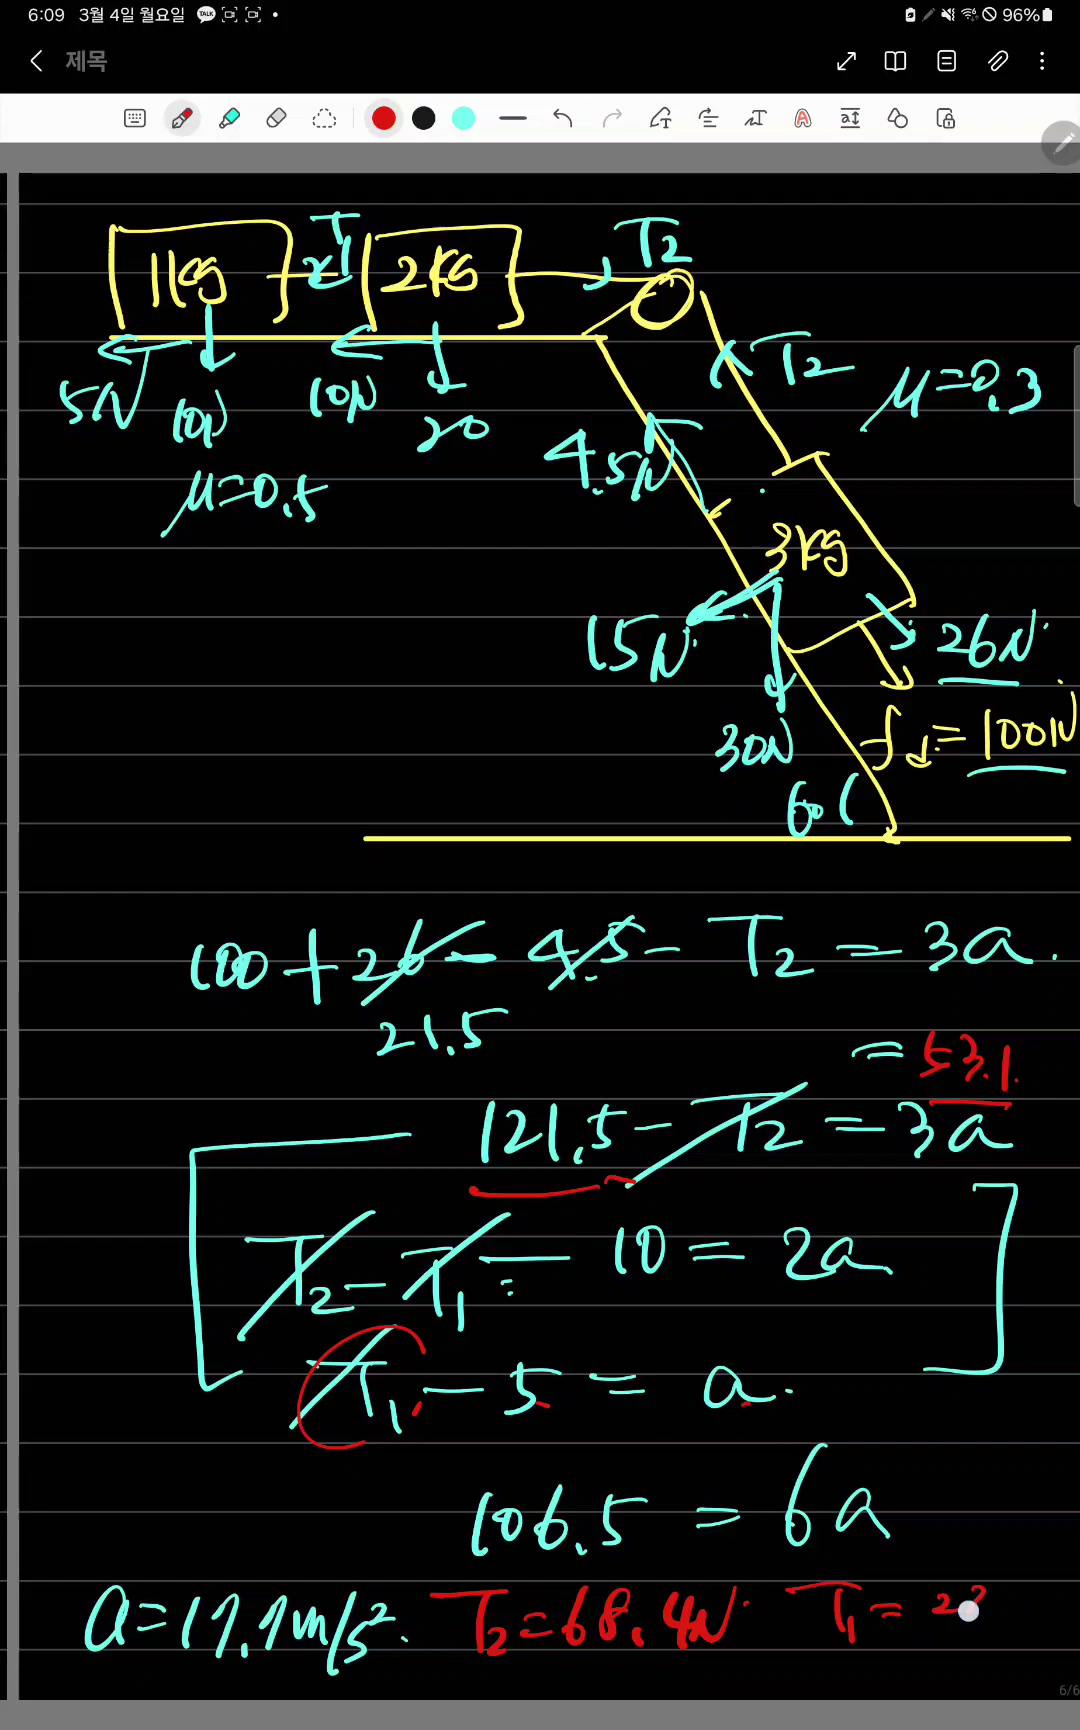 6:09 3월 4일 월요일 TALK 96%
제목
1kg T1 2kg T2
5N 10N 10N 20 T2 μ=0.3
μ=0.5 4.5N
3kg
15N 26N
30N f d = 100N
60
100 + 26 - 4.5 - T2 = 3a.
21.5
= 53.1.
121.5 - T2 = 3a
T2 - T1 - 10 = 2a
T1 - 5 = a.
106.5 = 6a
a = 17.7m/s². T2 = 68.4N. T1 = 2
6/6